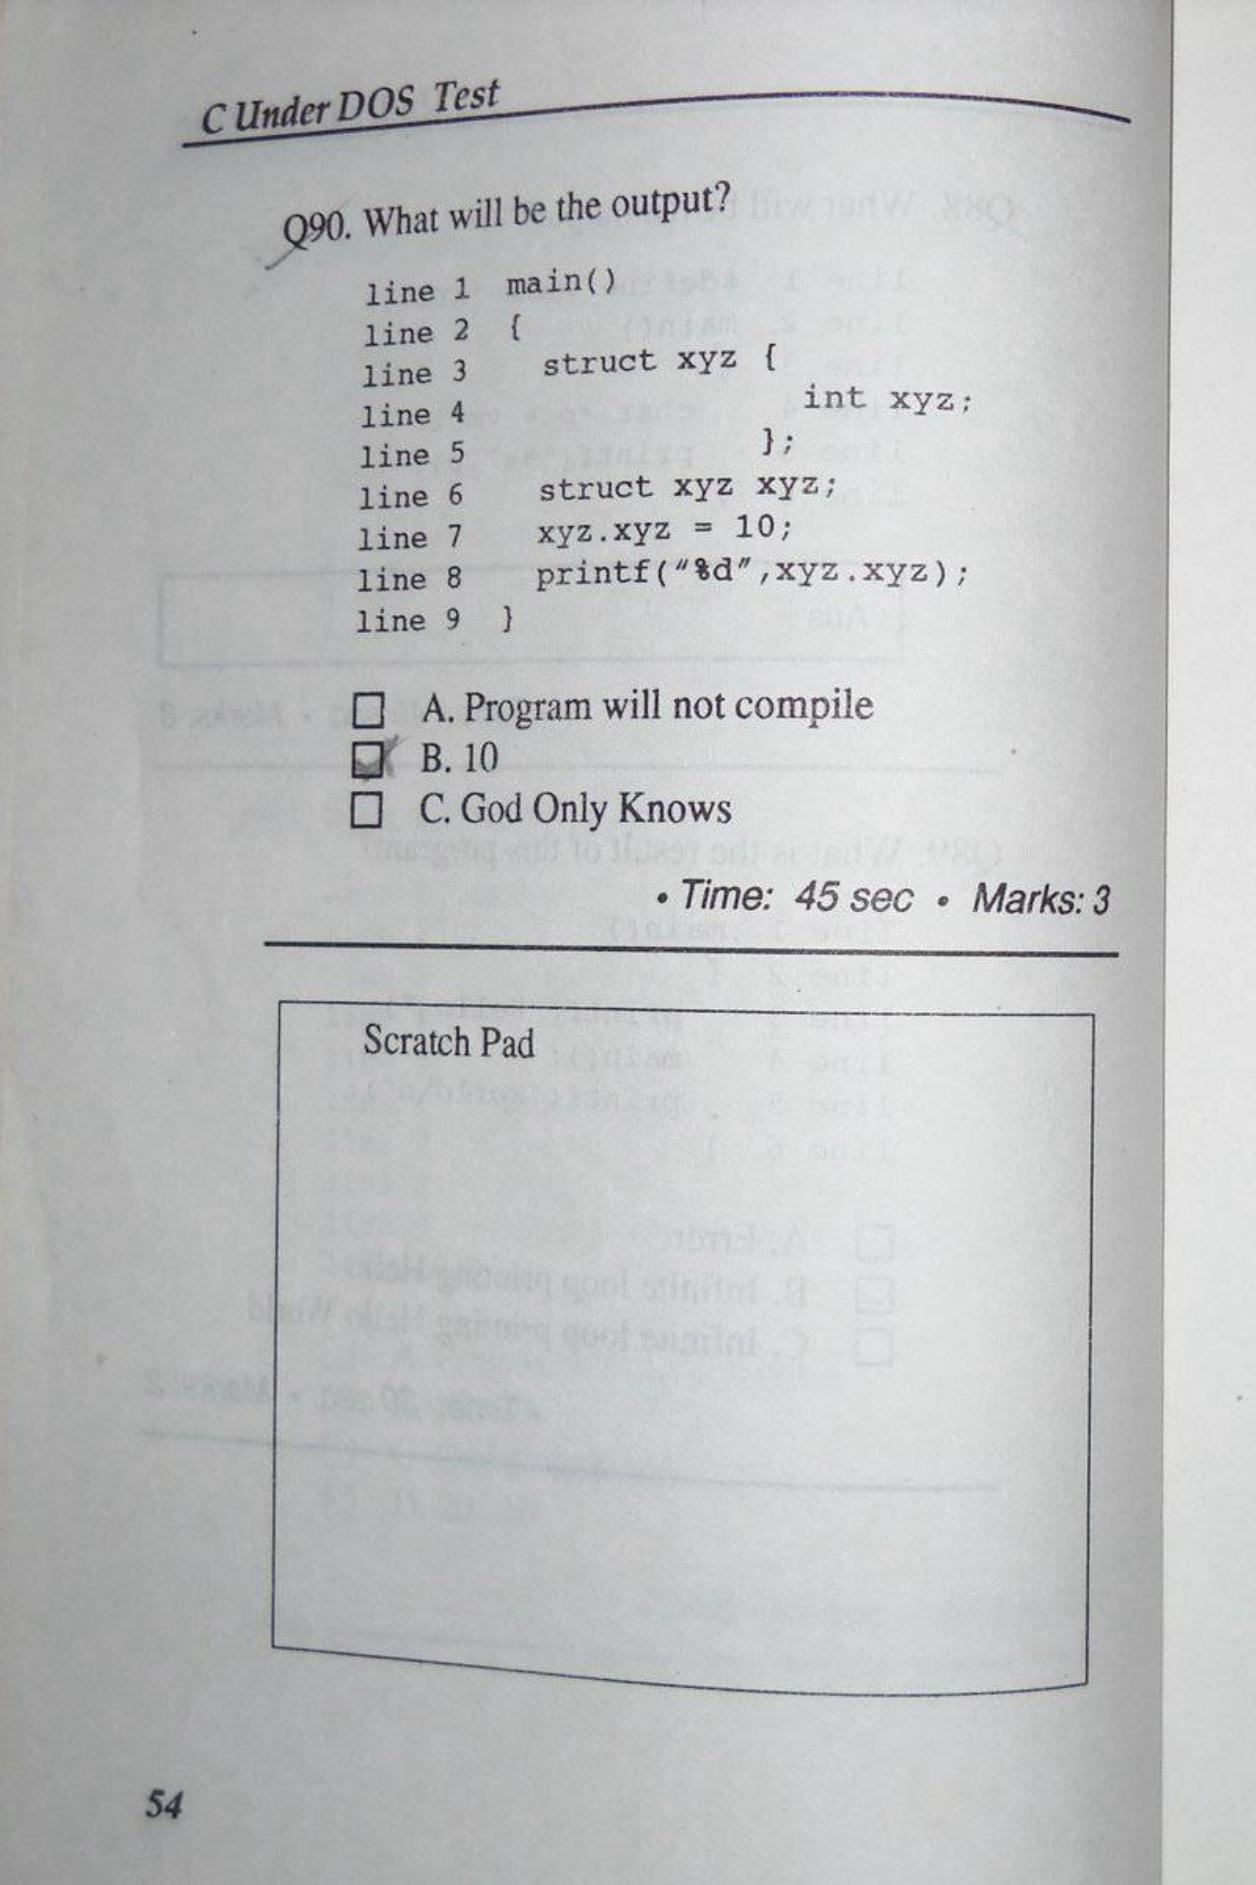 C Under DOS Test
Q90. What will be the output?
line 1 main()
line 2 {
line 3 struct xyz {
line 4 int xyz;
line 5 };
line 6 struct xyz xyz;
line 7 xyz.xyz = 10;
line 8 printf("%d",xyz.xyz);
line 9 }
A. Program will not compile
B. 10
C. God Only Knows
• Time: 45 sec • Marks: 3
Scratch Pad
54